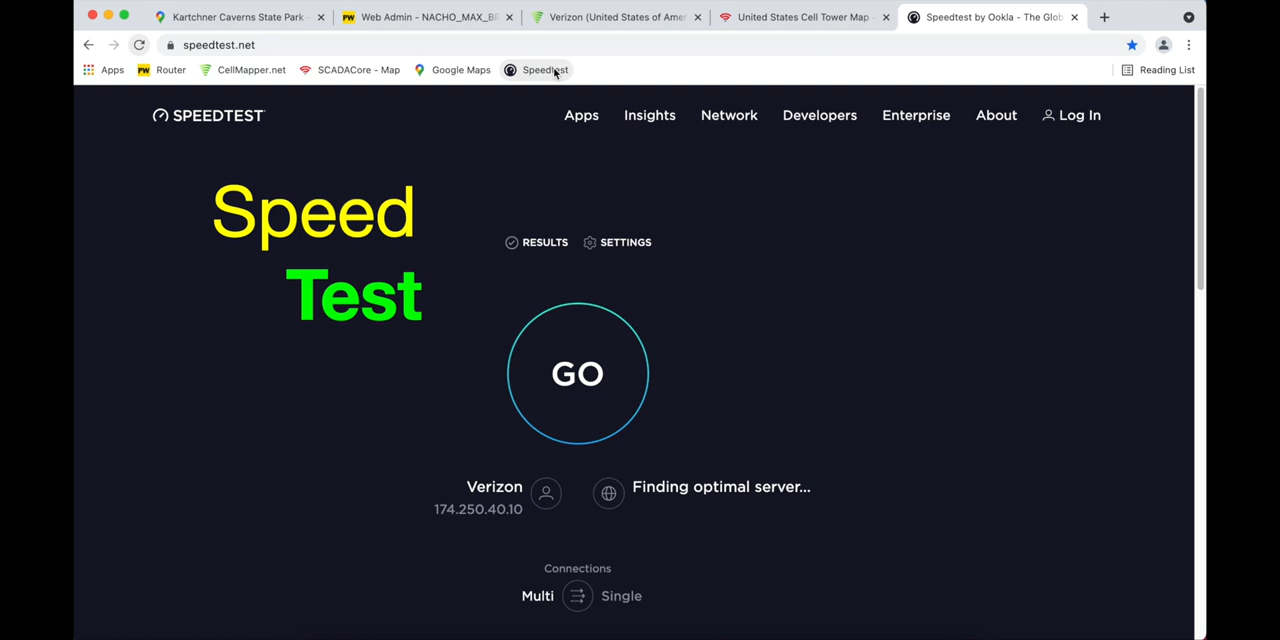 Kartchner Caverns State Park -
Web Admin - NACHO_MAX_BR
Verizon (United States of Amer
United States Cell Tower Map -
Speedtest by Ookla - The Glob
speedtest.net
Apps
PW Router
CellMapper.net
SCADACore - Map
Google Maps
Speedtest
Reading List
SPEEDTEST
Apps Insights Network Developers Enterprise About Log In
Speed
Test
RESULTS SETTINGS
GO
Verizon
174.250.40.10
Finding optimal server...
Connections
Multi Single